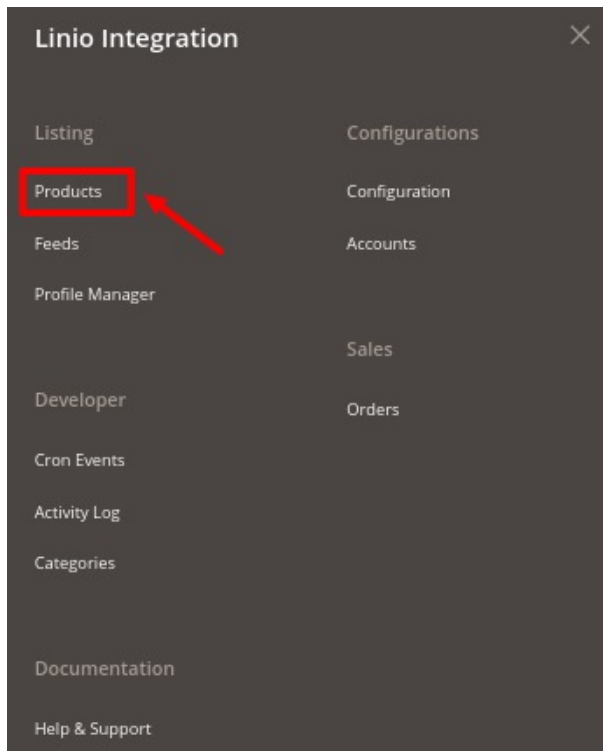 Linio Integration
Listing
Products
Feeds
Profile Manager
Developer
Cron Events
Activity Log
Categories
Documentation
Help & Support
Configurations
Configuration
Accounts
Sales
Orders